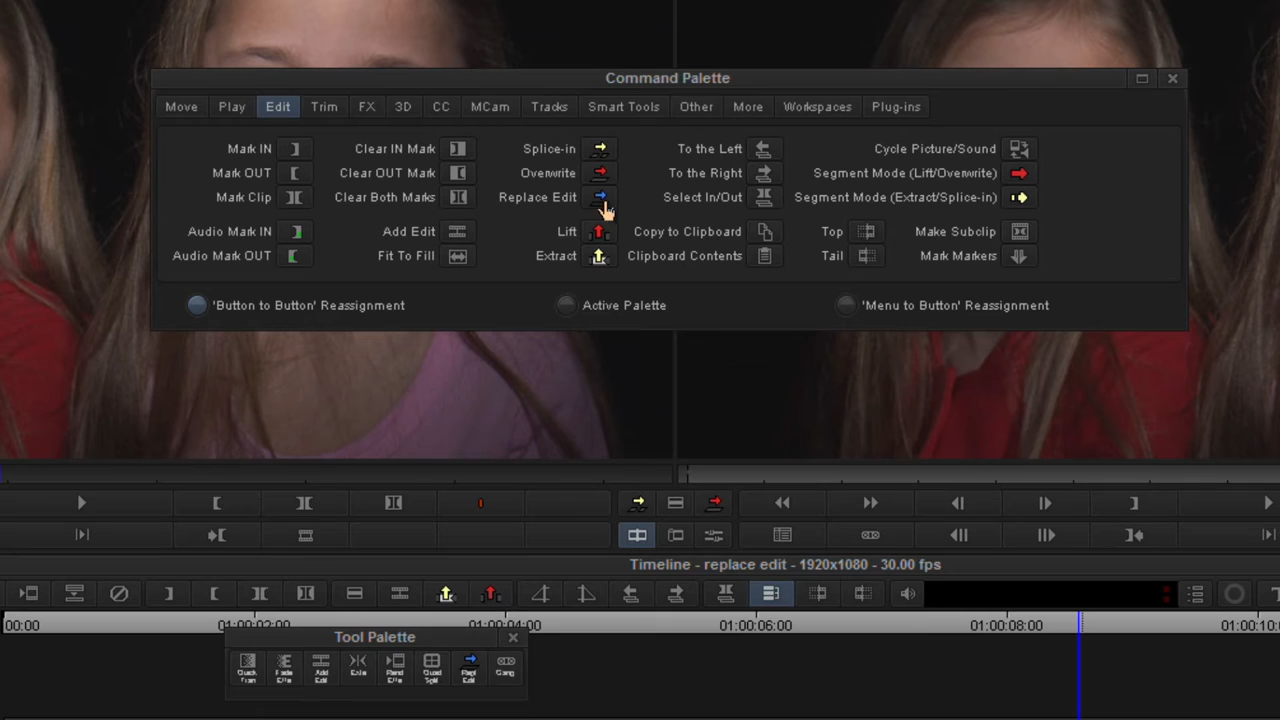 Command Palette
Move Play Edit Trim FX 3D CC MCam Tracks Smart Tools Other More Workspaces Plug-ins
Mark IN Clear IN Mark Splice-in To the Left Cycle Picture/Sound
Mark OUT Clear OUT Mark Overwrite To the Right Segment Mode (Lift/Overwrite)
Mark Clip Clear Both Marks Replace Edit Select In/Out Segment Mode (Extract/Splice-in)
Audio Mark IN Add Edit Lift Copy to Clipboard Top Make Subclip
Audio Mark OUT Fit To Fill Extract Clipboard Contents Tail Mark Markers
'Button to Button' Reassignment Active Palette 'Menu to Button' Reassignment
Timeline - replace edit - 1920x1080 - 30.00 fps
00:00 01:00:02:00 01:00:04:00 01:00:06:00 01:00:08:00 01:00:10:
Tool Palette
Add
Edit
Gang